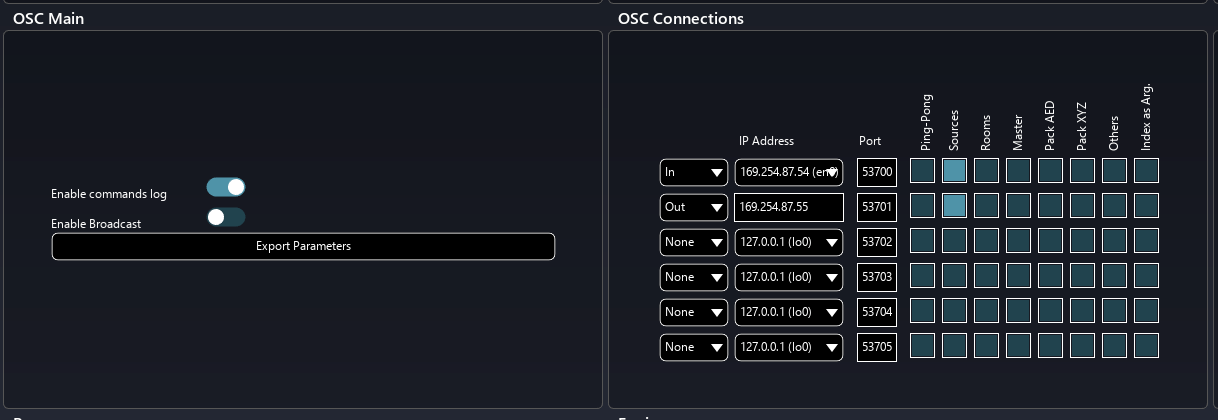 OSC Main
Enable commands log
Enable Broadcast
Export Parameters
OSC Connections
IP Address
Port
Ping-Pong
Sources
Rooms
Master
Pack AED
Pack XYZ
Others
Index as Arg.
In 169.254.87.54 (en0 53700
Out 169.254.87.55 53701
None 127.0.0.1 (lo0) 53702
None 127.0.0.1 (lo0) 53703
None 127.0.0.1 (lo0) 53704
None 127.0.0.1 (lo0) 53705